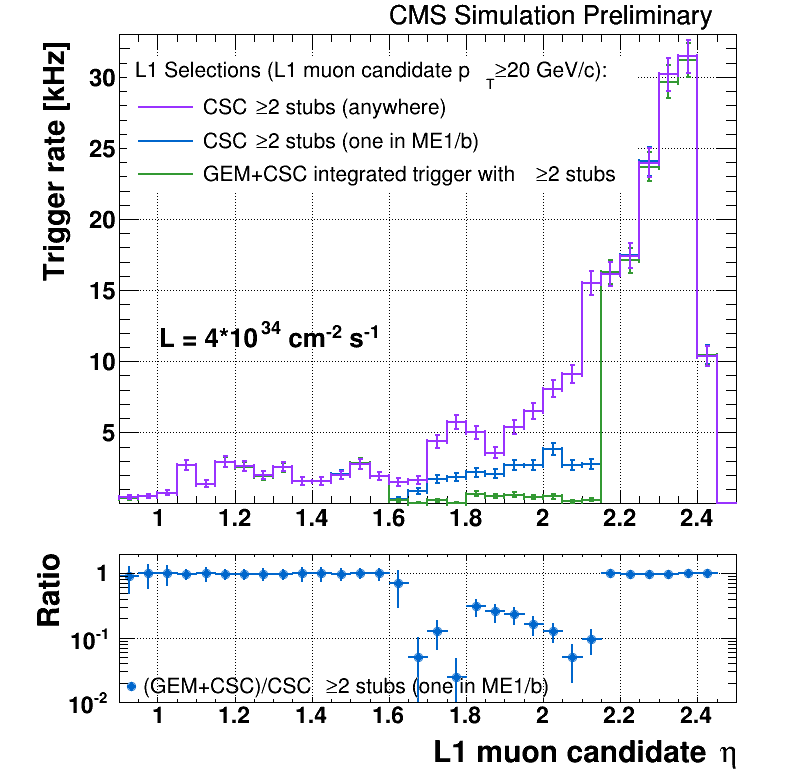 CMS Simulation Preliminary
Trigger rate [kHz]
L1 Selections (L1 muon candidate p T≥20 GeV/c):
CSC ≥2 stubs (anywhere)
CSC ≥2 stubs (one in ME1/b)
GEM+CSC integrated trigger with ≥2 stubs
L = 4*10^34 cm^-2 s^-1
30
25
20
15
10
5
1 1.2 1.4 1.6 1.8 2 2.2 2.4
Ratio
1
10^-1
10^-2
(GEM+CSC)/CSC ≥2 stubs (one in ME1/b)
1 1.2 1.4 1.6 1.8 2 2.2 2.4
L1 muon candidate η